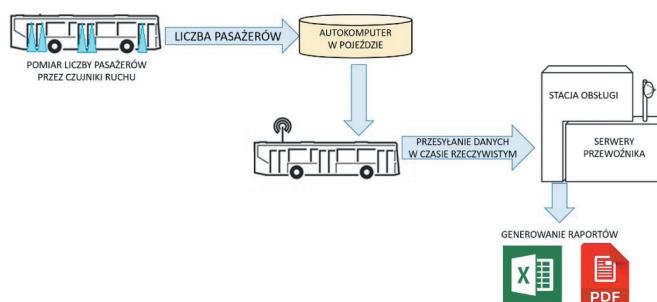 LICZBA PASAŻERÓW
AUTOKOMPUTER
W POJEŹDZIE
POMIAR LICZBY PASAŻERÓW
PRZEZ CZUJNIKI RUCHU
STACJA OBSŁUGI
PRZESYŁANIE DANYCH
W CZASIE RZECZYWISTYM
SERWERY
PRZEWOŹNIKA
GENEROWANIE RAPORTÓW
X
PDF